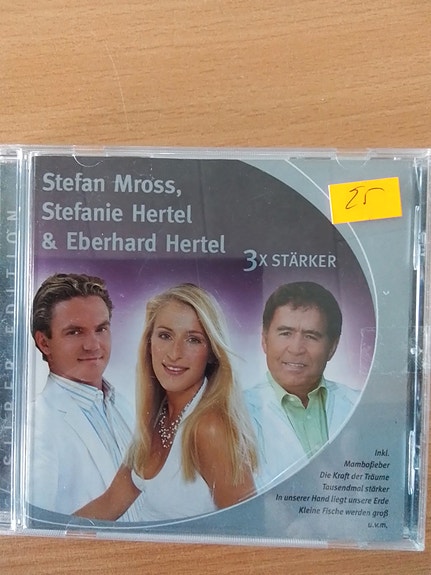 Stefan Mross,
Stefanie Hertel
& Eberhard Hertel
3X STÄRKER
25
SILBER EDITION
Inkl.
Mambofieber
Die Kraft der Träume
Tausendmal stärker
In unserer Hand liegt unsere Erde
Kleine Fische werden groß
u.v.m.